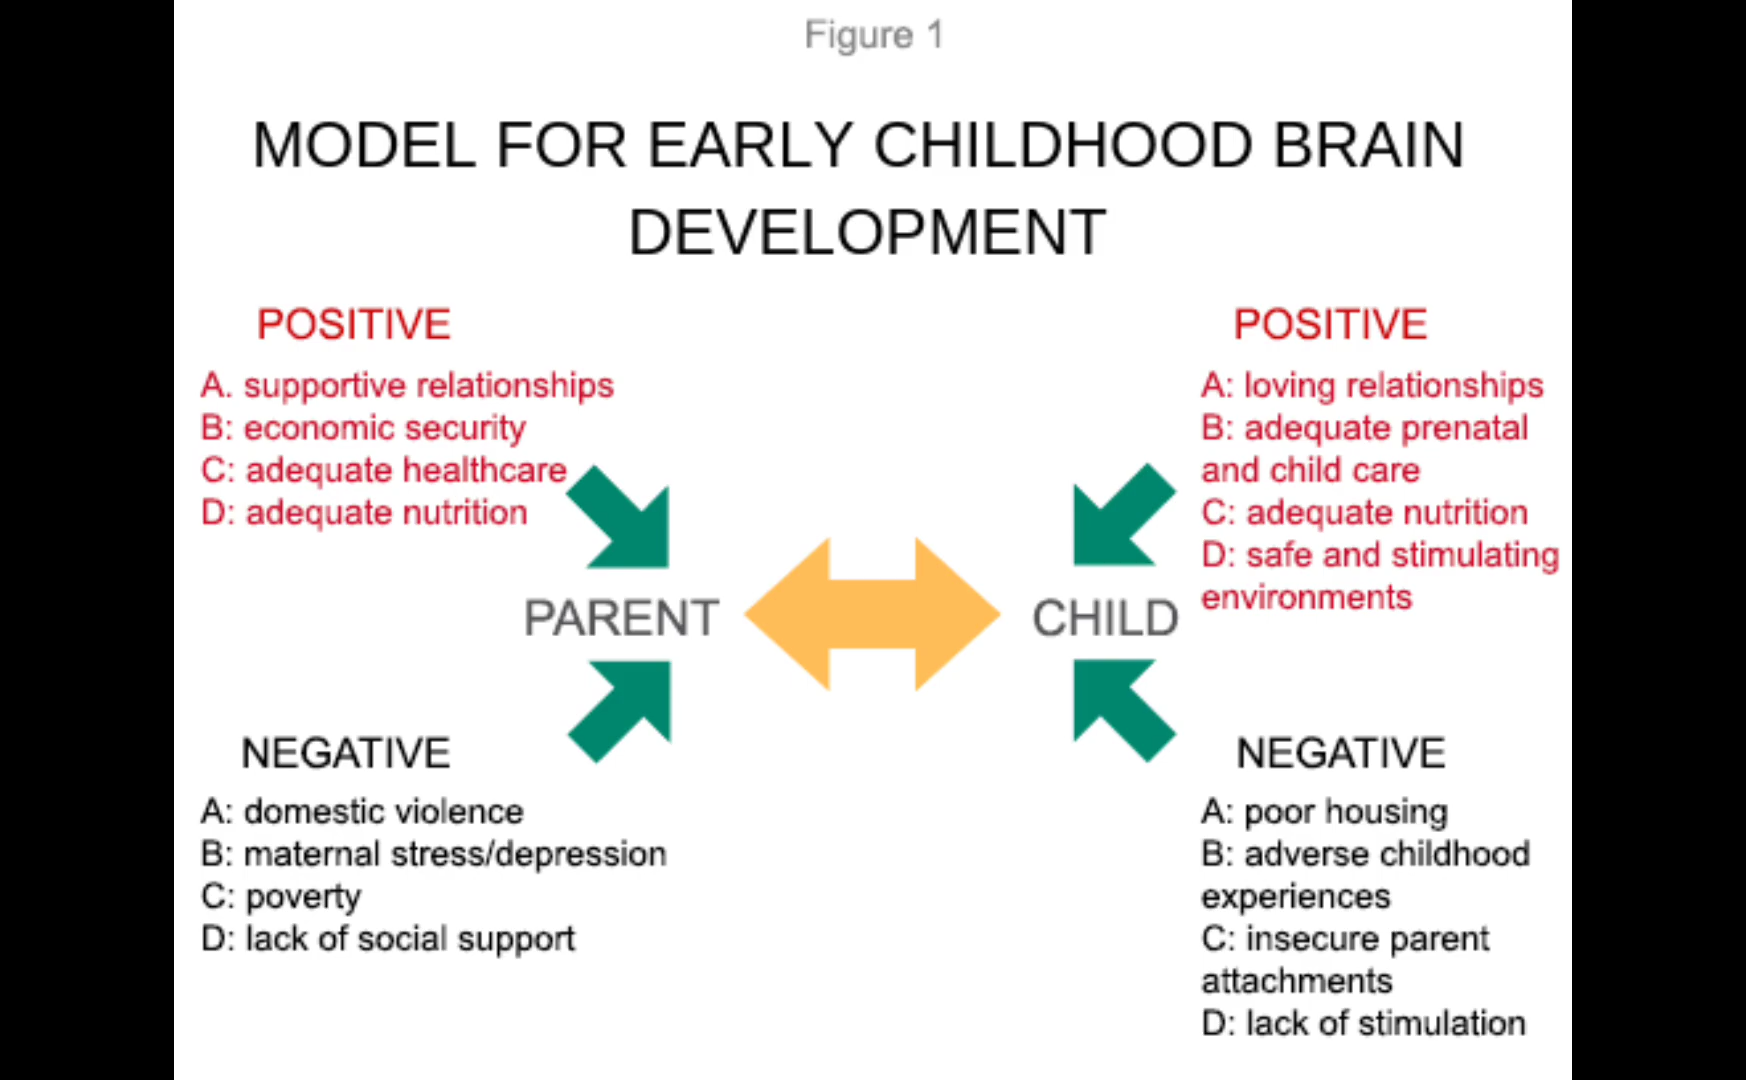 Figure 1
MODEL FOR EARLY CHILDHOOD BRAIN
DEVELOPMENT
POSITIVE
A. supportive relationships
B: economic security
C: adequate healthcare
D: adequate nutrition
POSITIVE
A: loving relationships
B: adequate prenatal
and child care
C: adequate nutrition
D: safe and stimulating
environments
PARENT
CHILD
NEGATIVE
A: domestic violence
B: maternal stress/depression
C: poverty
D: lack of social support
NEGATIVE
A: poor housing
B: adverse childhood
experiences
C: insecure parent
attachments
D: lack of stimulation